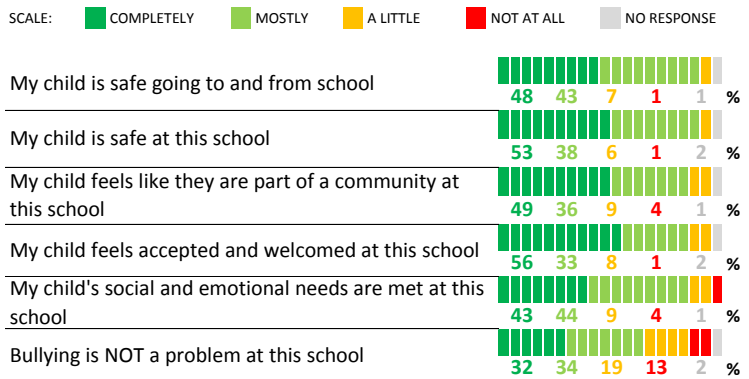 SCALE: COMPLETELY MOSTLY A LITTLE NOT AT ALL NO RESPONSE
My child is safe going to and from school
48 43 7 1 1 %
My child is safe at this school
53 38 6 1 2 %
My child feels like they are part of a community at
this school
49 36 9 4 1 %
My child feels accepted and welcomed at this school
56 33 8 1 2 %
My child's social and emotional needs are met at this
school
43 44 9 4 1 %
Bullying is NOT a problem at this school
32 34 19 13 2 %